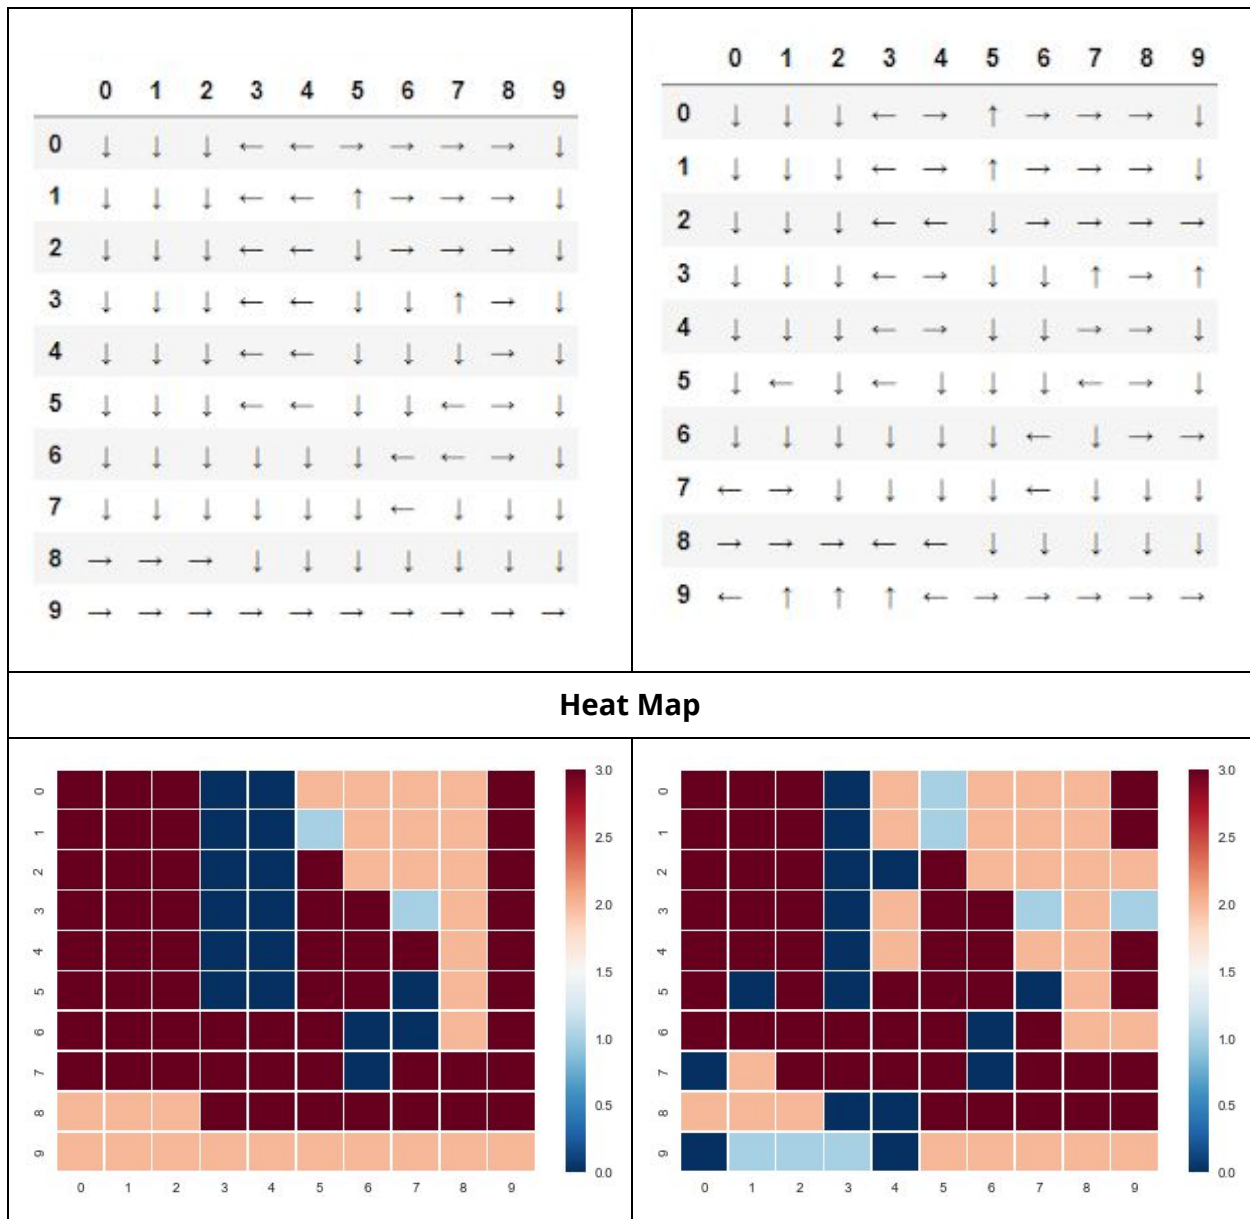 0 1 2 3 4 5 6 7 8 9
0 ↓ ↓ ↓ ← ← → → → → ↓
1 ↓ ↓ ↓ ← ← ↑ → → → ↓
2 ↓ ↓ ↓ ← ← ↓ → → → ↓
3 ↓ ↓ ↓ ← ← ↓ ↓ ↑ → ↓
4 ↓ ↓ ↓ ← ← ↓ ↓ ↓ → ↓
5 ↓ ↓ ↓ ← ← ↓ ↓ ← → ↓
6 ↓ ↓ ↓ ↓ ↓ ↓ ← ← → ↓
7 ↓ ↓ ↓ ↓ ↓ ↓ ← ↓ ↓ ↓
8 → → → ↓ ↓ ↓ ↓ ↓ ↓ ↓
9 → → → → → → → → → →
0 1 2 3 4 5 6 7 8 9
0 ↓ ↓ ↓ ← → ↑ → → → ↓
1 ↓ ↓ ↓ ← → ↑ → → → ↓
2 ↓ ↓ ↓ ← ← ↓ → → → →
3 ↓ ↓ ↓ ← → ↓ ↓ ↑ → ↑
4 ↓ ↓ ↓ ← → ↓ ↓ → → ↓
5 ↓ ← ↓ ← ↓ ↓ ↓ ← → ↓
6 ↓ ↓ ↓ ↓ ↓ ↓ ← ↓ → →
7 ← → ↓ ↓ ↓ ↓ ← ↓ ↓ ↓
8 → → → ← ← ↓ ↓ ↓ ↓ ↓
9 ← ↑ ↑ ↑ ← → → → → →
Heat Map
0
1
2
3
4
5
6
7
8
9
0 1 2 3 4 5 6 7 8 9
3.0
2.5
2.0
1.5
1.0
0.5
0.0
0
1
2
3
4
5
6
7
8
9
0 1 2 3 4 5 6 7 8 9
3.0
2.5
2.0
1.5
1.0
0.5
0.0